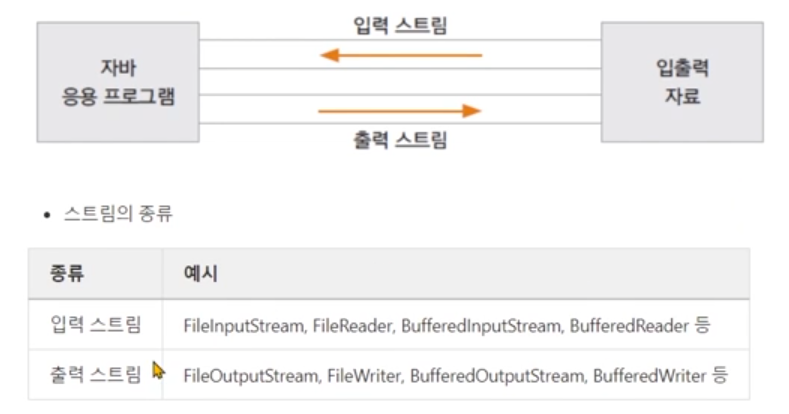 입력 스트림
자바
응용 프로그램
입출력
자료
출력 스트림
• 스트림의 종류
종류 예시
입력 스트림 FileInputStream, FileReader, BufferedInputStream, BufferedReader 등
출력 스트림 FileOutputStream, FileWriter, BufferedOutputStream, BufferedWriter 등